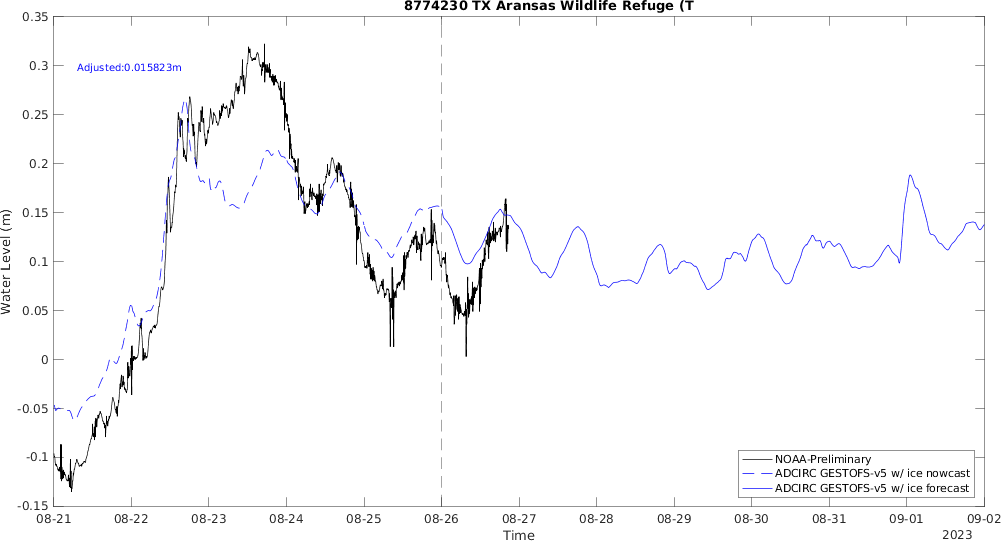 8774230 TX Aransas Wildlife Refuge (T
0.35
0.3
Adjusted:0.015823m
0.25
0.2
0.15
0.1
0.05
0
-0.05
-0.1
-0.15
Water Level (m)
NOAA-Preliminary
ADCIRC GESTOFS-v5 w/ ice nowcast
ADCIRC GESTOFS-v5 w/ ice forecast
08-21 08-22 08-23 08-24 08-25 08-26 08-27 08-28 08-29 08-30 08-31 09-01 09-02
Time
2023